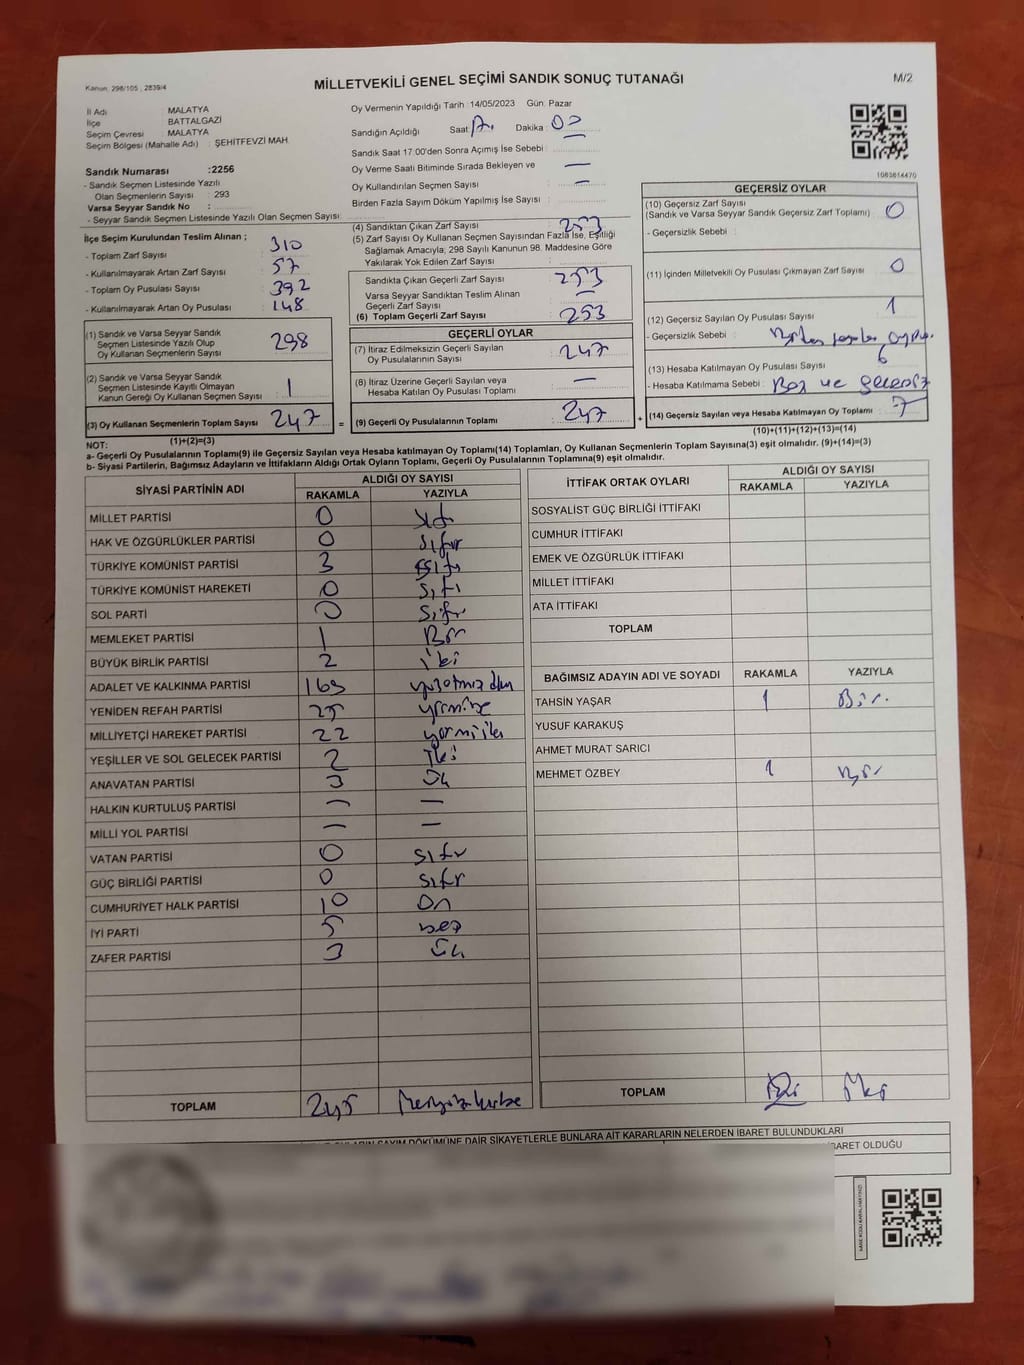 Kanun, 298/105 , 2839/4
MİLLETVEKİLİ GENEL SEÇİMİ SANDIK SONUÇ TUTANAĞI
M/2
İl Adı : MALATYA
İlçe : BATTALGAZİ
Seçim Çevresi : MALATYA
Seçim Bölgesi (Mahalle Adı) : ŞEHİTFEVZİ MAH.
Oy Vermenin Yapıldığı Tarih : 14/05/2023 Gün: Pazar
Sandığın Açıldığı Saat: Dakika : 00
Sandık Saat 17:00'den Sonra Açımış İse Sebebi :
Oy Verme Saati Bitiminde Sırada Bekleyen ve
Oy Kullandırılan Seçmen Sayısı : —
Birden Fazla Sayım Döküm Yapılmış İse Sayısı :
1083614470
Sandık Numarası :2256
- Sandık Seçmen Listesinde Yazılı
Olan Seçmenlerin Sayısı : 293
Varsa Seyyar Sandık No :
- Seyyar Sandık Seçmen Listesinde Yazılı Olan Seçmen Sayısı:
İlçe Seçim Kurulundan Teslim Alınan ;
- Toplam Zarf Sayısı : 310
- Kullanılmayarak Artan Zarf Sayısı : 57
- Toplam Oy Pusulası Sayısı : 392
- Kullanılmayarak Artan Oy Pusulası : 148
(1) Sandık ve Varsa Seyyar Sandık
Seçmen Listesinde Yazılı Olup
Oy Kullanan Seçmenlerin Sayısı : 298
(2) Sandık ve Varsa Seyyar Sandık
Seçmen Listesinde Kayıtlı Olmayan
Kanun Gereği Oy Kullanan Seçmen Sayısı : 1
(3) Oy Kullanan Seçmenlerin Toplam Sayısı : 247
(1)+(2)=(3)
(4) Sandıktan Çıkan Zarf Sayısı : 253
(5) Zarf Sayısı Oy Kullanan Seçmen Sayısından Fazla İse, Eşitliği
Sağlamak Amacıyla; 298 Sayılı Kanunun 98. Maddesine Göre
Yakılarak Yok Edilen Zarf Sayısı :
Sandıkta Çıkan Geçerli Zarf Sayısı : 253
Varsa Seyyar Sandıktan Teslim Alınan
Geçerli Zarf Sayısı : —
(6) Toplam Geçerli Zarf Sayısı : 253
GEÇERLİ OYLAR
(7) İtiraz Edilmeksizin Geçerli Sayılan
Oy Pusulalarının Sayısı : 247
(8) İtiraz Üzerine Geçerli Sayılan veya
Hesaba Katılan Oy Pusulası Toplamı : —
= (9) Geçerli Oy Pusulalarının Toplamı : 247 +
GEÇERSİZ OYLAR
(10) Geçersiz Zarf Sayısı
(Sandık ve Varsa Seyyar Sandık Geçersiz Zarf Toplamı) : 0
- Geçersizlik Sebebi :
(11) İçinden Milletvekili Oy Pusulası Çıkmayan Zarf Sayısı : 0
(12) Geçersiz Sayılan Oy Pusulası Sayısı : 1
- Geçersizlik Sebebi :
(13) Hesaba Katılmayan Oy Pusulası Sayısı : 6
- Hesaba Katılmama Sebebi : Boş ve geçersiz
(14) Geçersiz Sayılan veya Hesaba Katılmayan Oy Toplamı : 7
(10)+(11)+(12)+(13)=(14)
NOT:
a- Geçerli Oy Pusulalarının Toplamı(9) ile Geçersiz Sayılan veya Hesaba katılmayan Oy Toplamı(14) Toplamları, Oy Kullanan Seçmenlerin Toplam Sayısına(3) eşit olmalıdır. (9)+(14)=(3)
b- Siyasi Partilerin, Bağımsız Adayların ve İttifakların Aldığı Ortak Oyların Toplamı, Geçerli Oy Pusulalarının Toplamına(9) eşit olmalıdır.
SİYASİ PARTİNİN ADI ALDIĞI OY SAYISI
RAKAMLA YAZIYLA
MİLLET PARTİSİ 0
HAK VE ÖZGÜRLÜKLER PARTİSİ 0 sıfır
TÜRKİYE KOMÜNİST PARTİSİ 3
TÜRKİYE KOMÜNİST HAREKETİ 0 sıfır
SOL PARTİ 0 sıfır
MEMLEKET PARTİSİ 1 Bir
BÜYÜK BİRLİK PARTİSİ 2 iki
ADALET VE KALKINMA PARTİSİ 169
YENİDEN REFAH PARTİSİ 25
MİLLİYETÇİ HAREKET PARTİSİ 22 yirmi iki
YEŞİLLER VE SOL GELECEK PARTİSİ 2 İki
ANAVATAN PARTİSİ 3 Üç
HALKIN KURTULUŞ PARTİSİ — —
MİLLİ YOL PARTİSİ — —
VATAN PARTİSİ 0 sıfır
GÜÇ BİRLİĞİ PARTİSİ 0 sıfır
CUMHURİYET HALK PARTİSİ 10 On
İYİ PARTİ 5 beş
ZAFER PARTİSİ 3 üç
TOPLAM 245
İTTİFAK ORTAK OYLARI ALDIĞI OY SAYISI
RAKAMLA YAZIYLA
SOSYALİST GÜÇ BİRLİĞİ İTTİFAKI
CUMHUR İTTİFAKI
EMEK VE ÖZGÜRLÜK İTTİFAKI
MİLLET İTTİFAKI
ATA İTTİFAKI
TOPLAM
BAĞIMSIZ ADAYIN ADI VE SOYADI RAKAMLA YAZIYLA
TAHSİN YAŞAR 1 Bir.
YUSUF KARAKUŞ
AHMET MURAT SARICI
MEHMET ÖZBEY 1 Bir
TOPLAM
SAYIM DÖKÜMÜNE DAİR ŞİKAYETLERLE BUNLARA AİT KARARLARIN NELERDEN İBARET BULUNDUKLARI
İBARET OLDUĞU